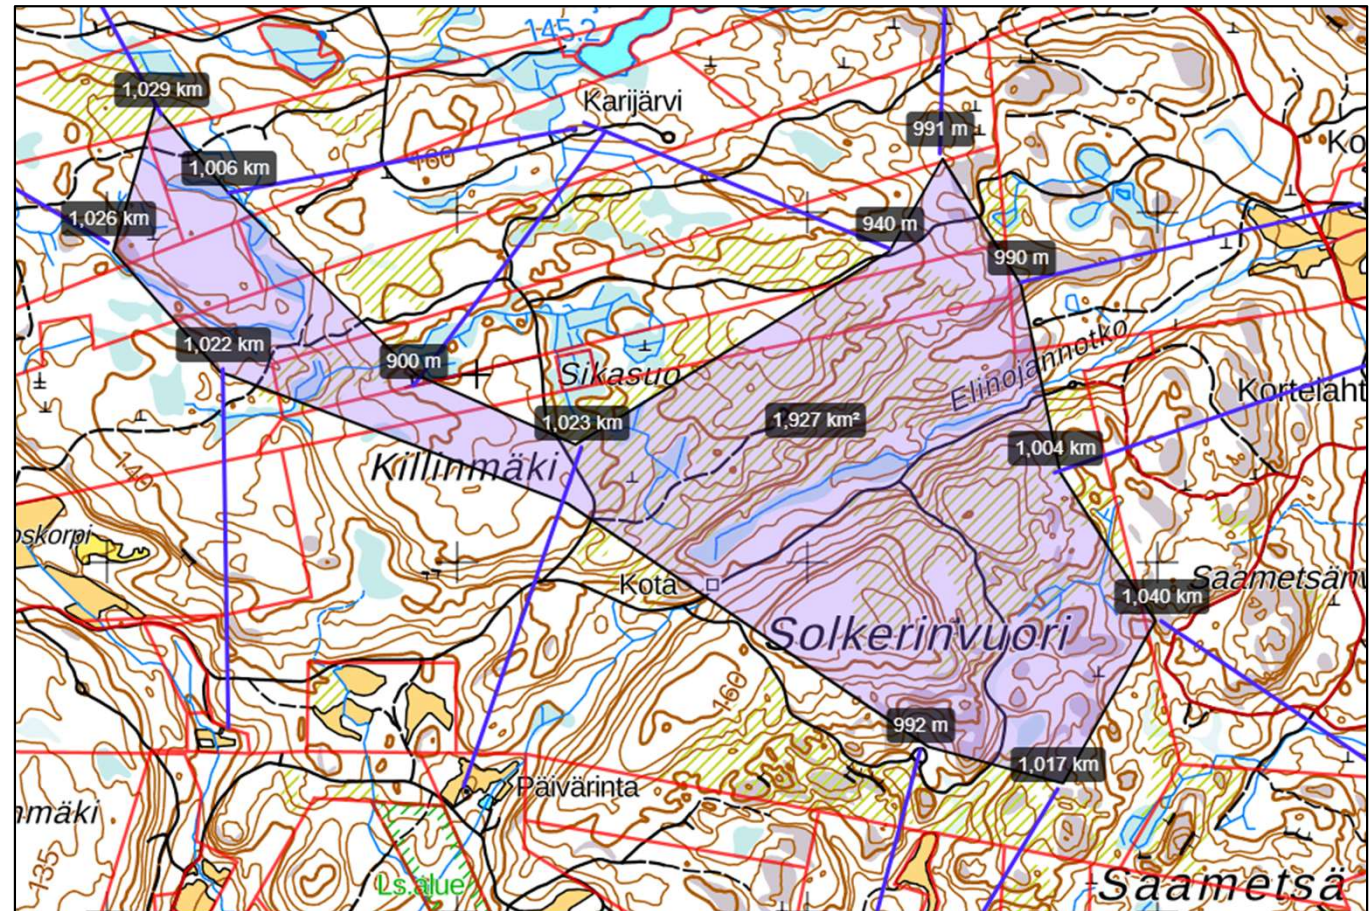 145.2
1,029 km
Karijärvi
991 m
Ko
160
1,006 km
1,026 km
940 m
990 m
Elinojannotko
1,022 km
900 m
Sikasuo
Kortelaht
1,023 km
1,927 km²
1,004 km
Killinmäki
140
oskorpi
Kota
1,040 km
Saametsäm
Solkerinvuori
160
992 m
1,017 km
Päivärinta
nmäki
135
Ls.alue
Saametsä